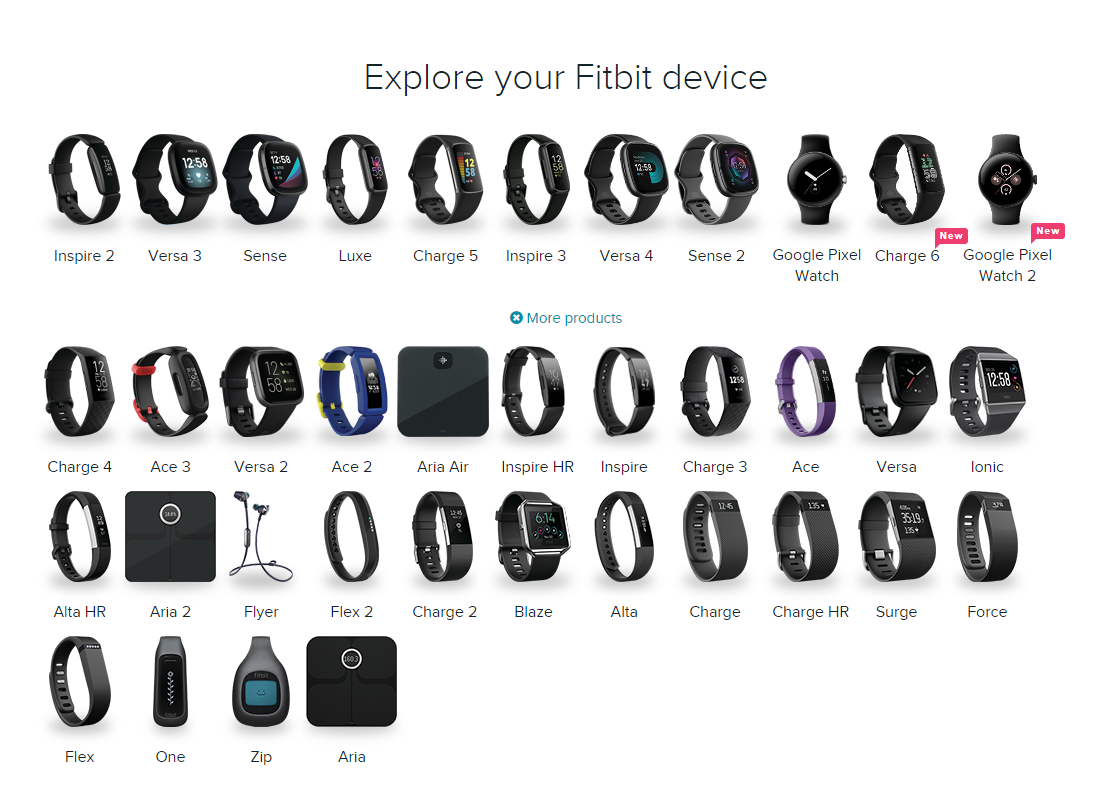 Explore your Fitbit device
Inspire 2 Versa 3 Sense Luxe Charge 5 Inspire 3 Versa 4 Sense 2 Google Pixel Watch Charge 6 New Google Pixel Watch 2 New
More products
Charge 4 Ace 3 Versa 2 Ace 2 Aria Air Inspire HR Inspire Charge 3 Ace Versa Ionic
Alta HR Aria 2 Flyer Flex 2 Charge 2 Blaze Alta Charge Charge HR Surge Force
Flex One Zip Aria